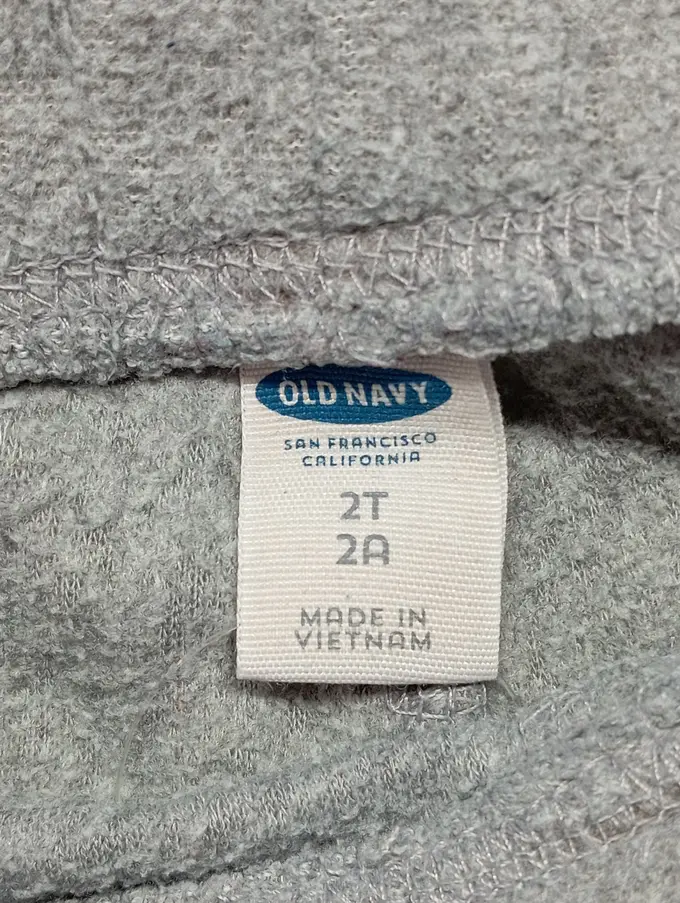 OLD NAVY
SAN FRANCISCO
CALIFORNIA
2T
2A
MADE IN
VIETNAM